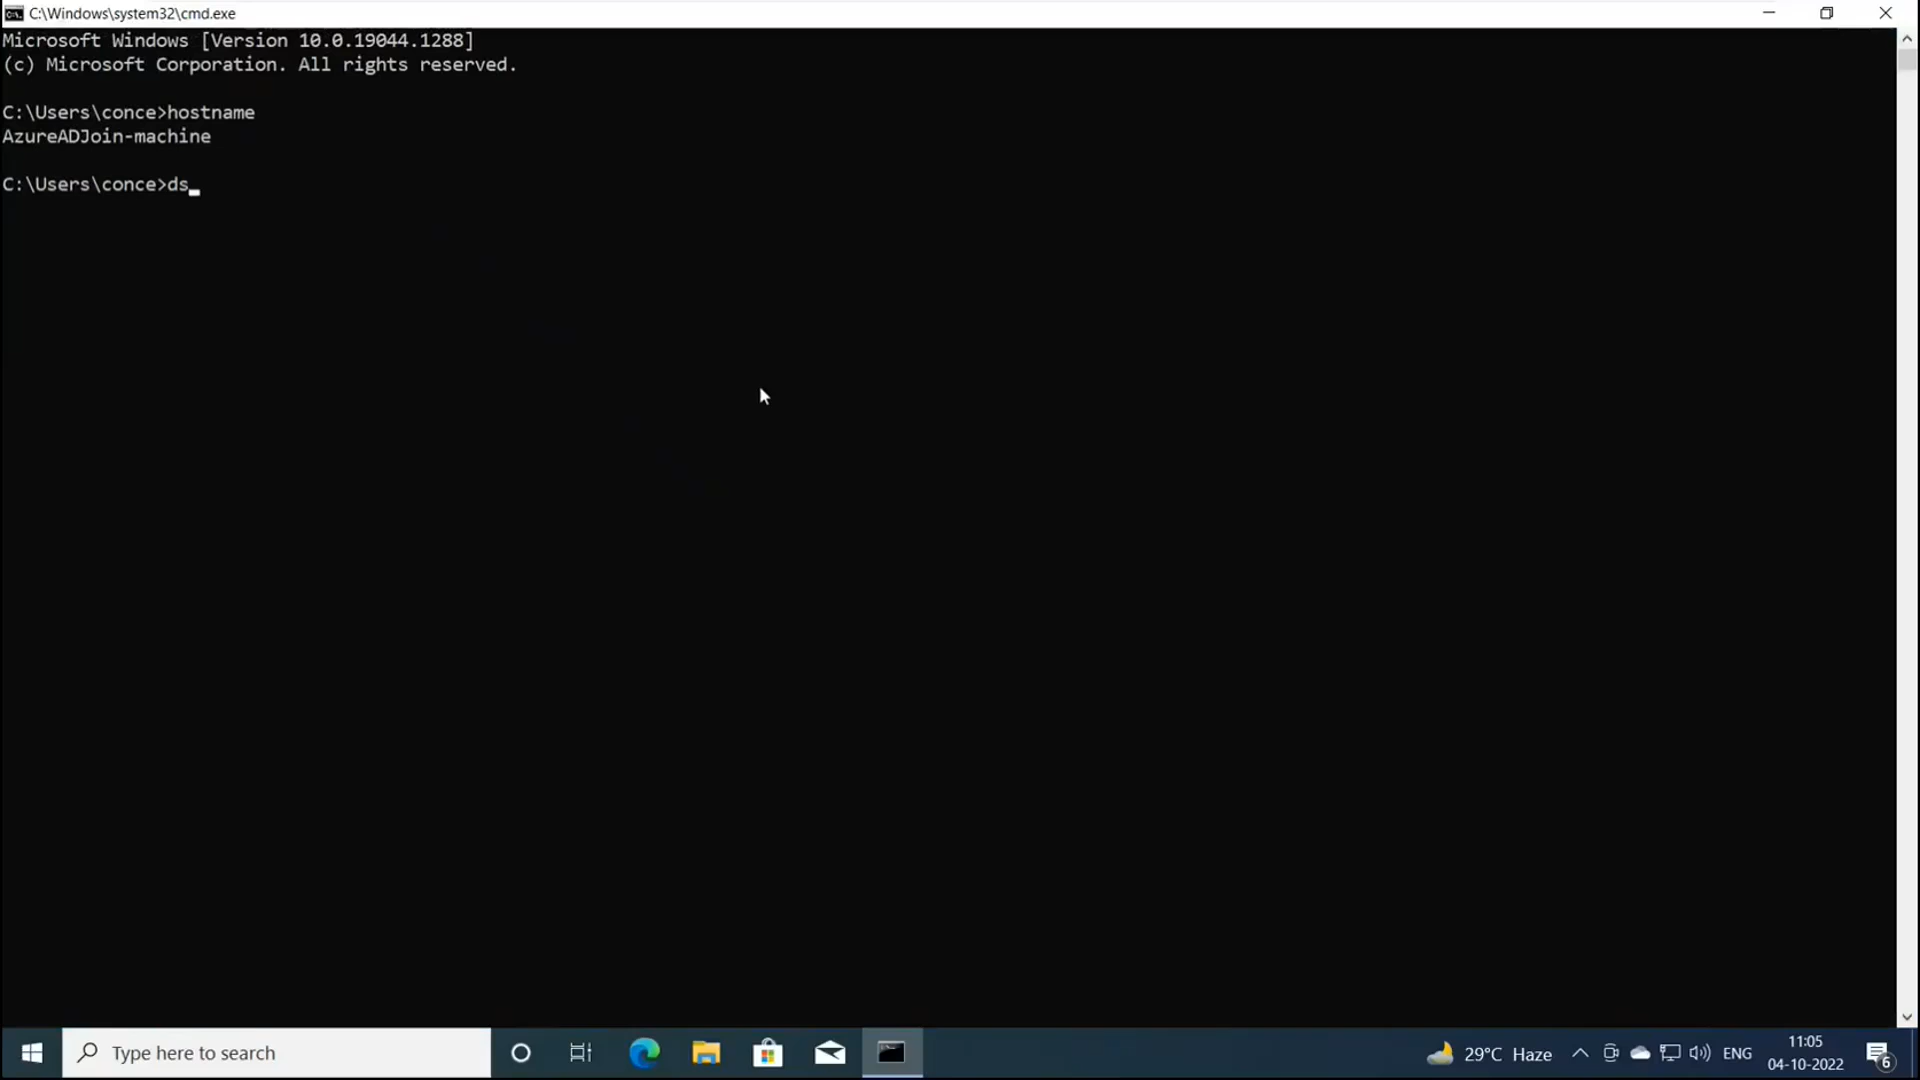 C:\Windows\system32\cmd.exe
Microsoft Windows [Version 10.0.19044.1288]
(c) Microsoft Corporation. All rights reserved.
C:\Users\conce>hostname
AzureADJoin-machine
C:\Users\conce>ds
Type here to search
29°C Haze
ENG
11:05
04-10-2022
6